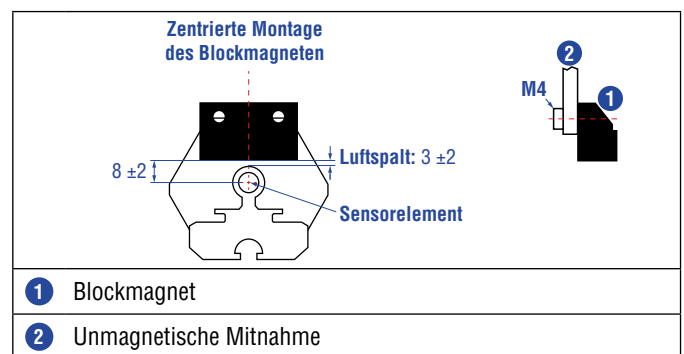 Zentrierte Montage
des Blockmagneten
2
M4
1
Luftspalt: 3 ±2
8 ±2
Sensorelement
1 Blockmagnet
2 Unmagnetische Mitnahme